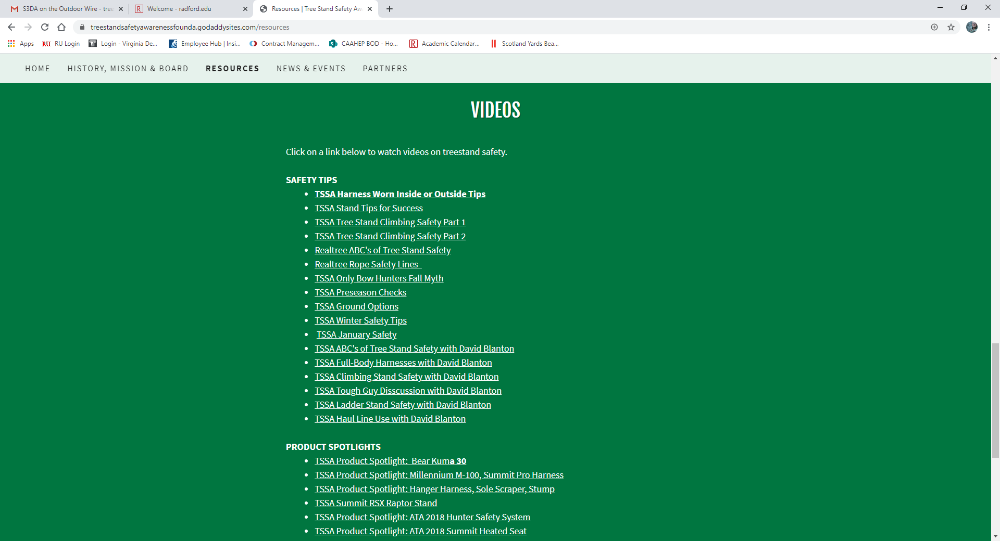 S3DA on the Outdoor Wire - tree
Welcome - radford.edu
Resources | Tree Stand Safety Aw
treestandsafetyawarenessfounda.godaddysites.com/resources
Apps
RU RU Login
Login - Virginia De...
Employee Hub | Insi...
Contract Managem...
S CAAHEP BOD - Ho...
R Academic Calendar...
Scotland Yards Bea...
HOME HISTORY, MISSION & BOARD RESOURCES NEWS & EVENTS PARTNERS
VIDEOS
Click on a link below to watch videos on treestand safety.
SAFETY TIPS
TSSA Harness Worn Inside or Outside Tips
TSSA Stand Tips for Success
TSSA Tree Stand Climbing Safety Part 1
TSSA Tree Stand Climbing Safety Part 2
Realtree ABC's of Tree Stand Safety
Realtree Rope Safety Lines
TSSA Only Bow Hunters Fall Myth
TSSA Preseason Checks
TSSA Ground Options
TSSA Winter Safety Tips
TSSA January Safety
TSSA ABC's of Tree Stand Safety with David Blanton
TSSA Full-Body Harnesses with David Blanton
TSSA Climbing Stand Safety with David Blanton
TSSA Tough Guy Disscussion with David Blanton
TSSA Ladder Stand Safety with David Blanton
TSSA Haul Line Use with David Blanton
PRODUCT SPOTLIGHTS
TSSA Product Spotlight: Bear Kuma 30
TSSA Product Spotlight: Millennium M-100, Summit Pro Harness
TSSA Product Spotlight: Hanger Harness, Sole Scraper, Stump
TSSA Summit RSX Raptor Stand
TSSA Product Spotlight: ATA 2018 Hunter Safety System
TSSA Product Spotlight: ATA 2018 Summit Heated Seat